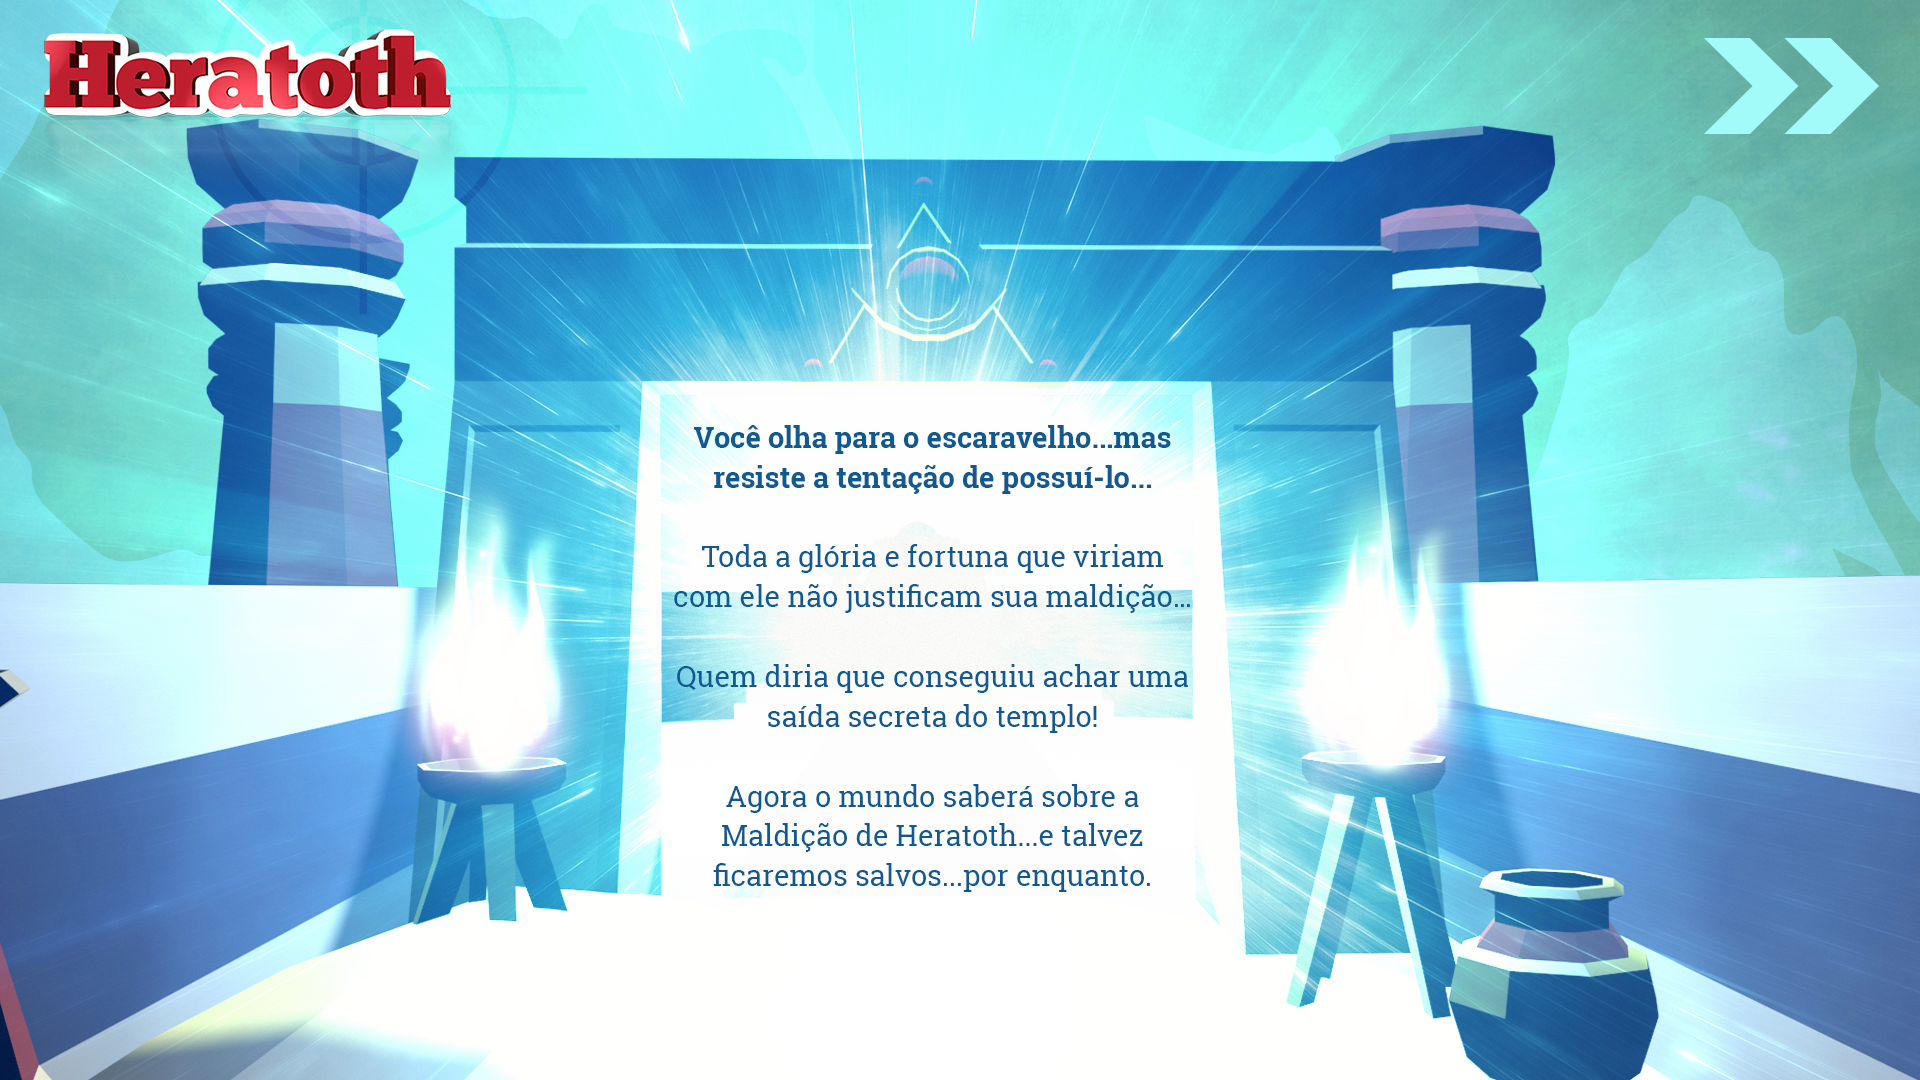 Heratoth
Você olha para o escaravelho...mas
resiste a tentação de possuí-lo...
Toda a glória e fortuna que viriam
com ele não justificam sua maldição...
Quem diria que conseguiu achar uma
saída secreta do templo!
Agora o mundo saberá sobre a
Maldição de Heratoth...e talvez
ficaremos salvos...por enquanto.